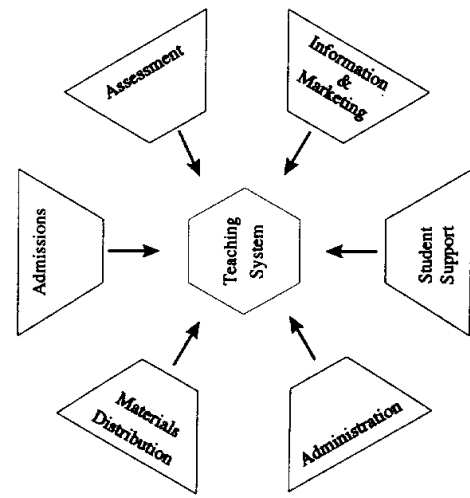 Assessment
Information
&
Marketing
Admissions
Teaching
System
Student
Support
Materials
Distribution
Administration